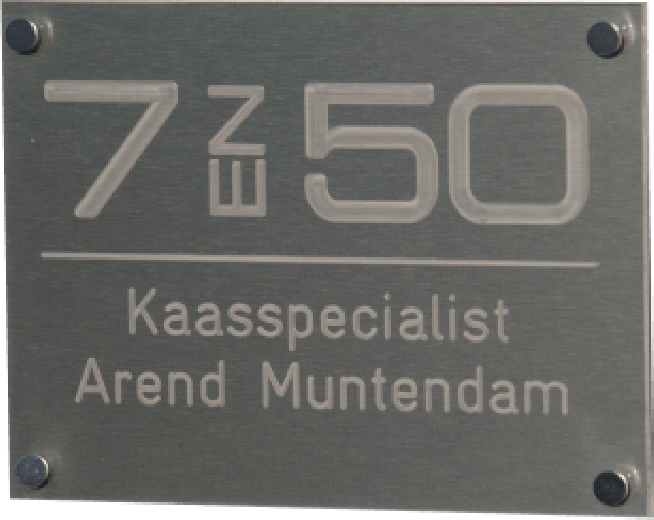 7 EN 50
Kaasspecialist
Arend Muntendam